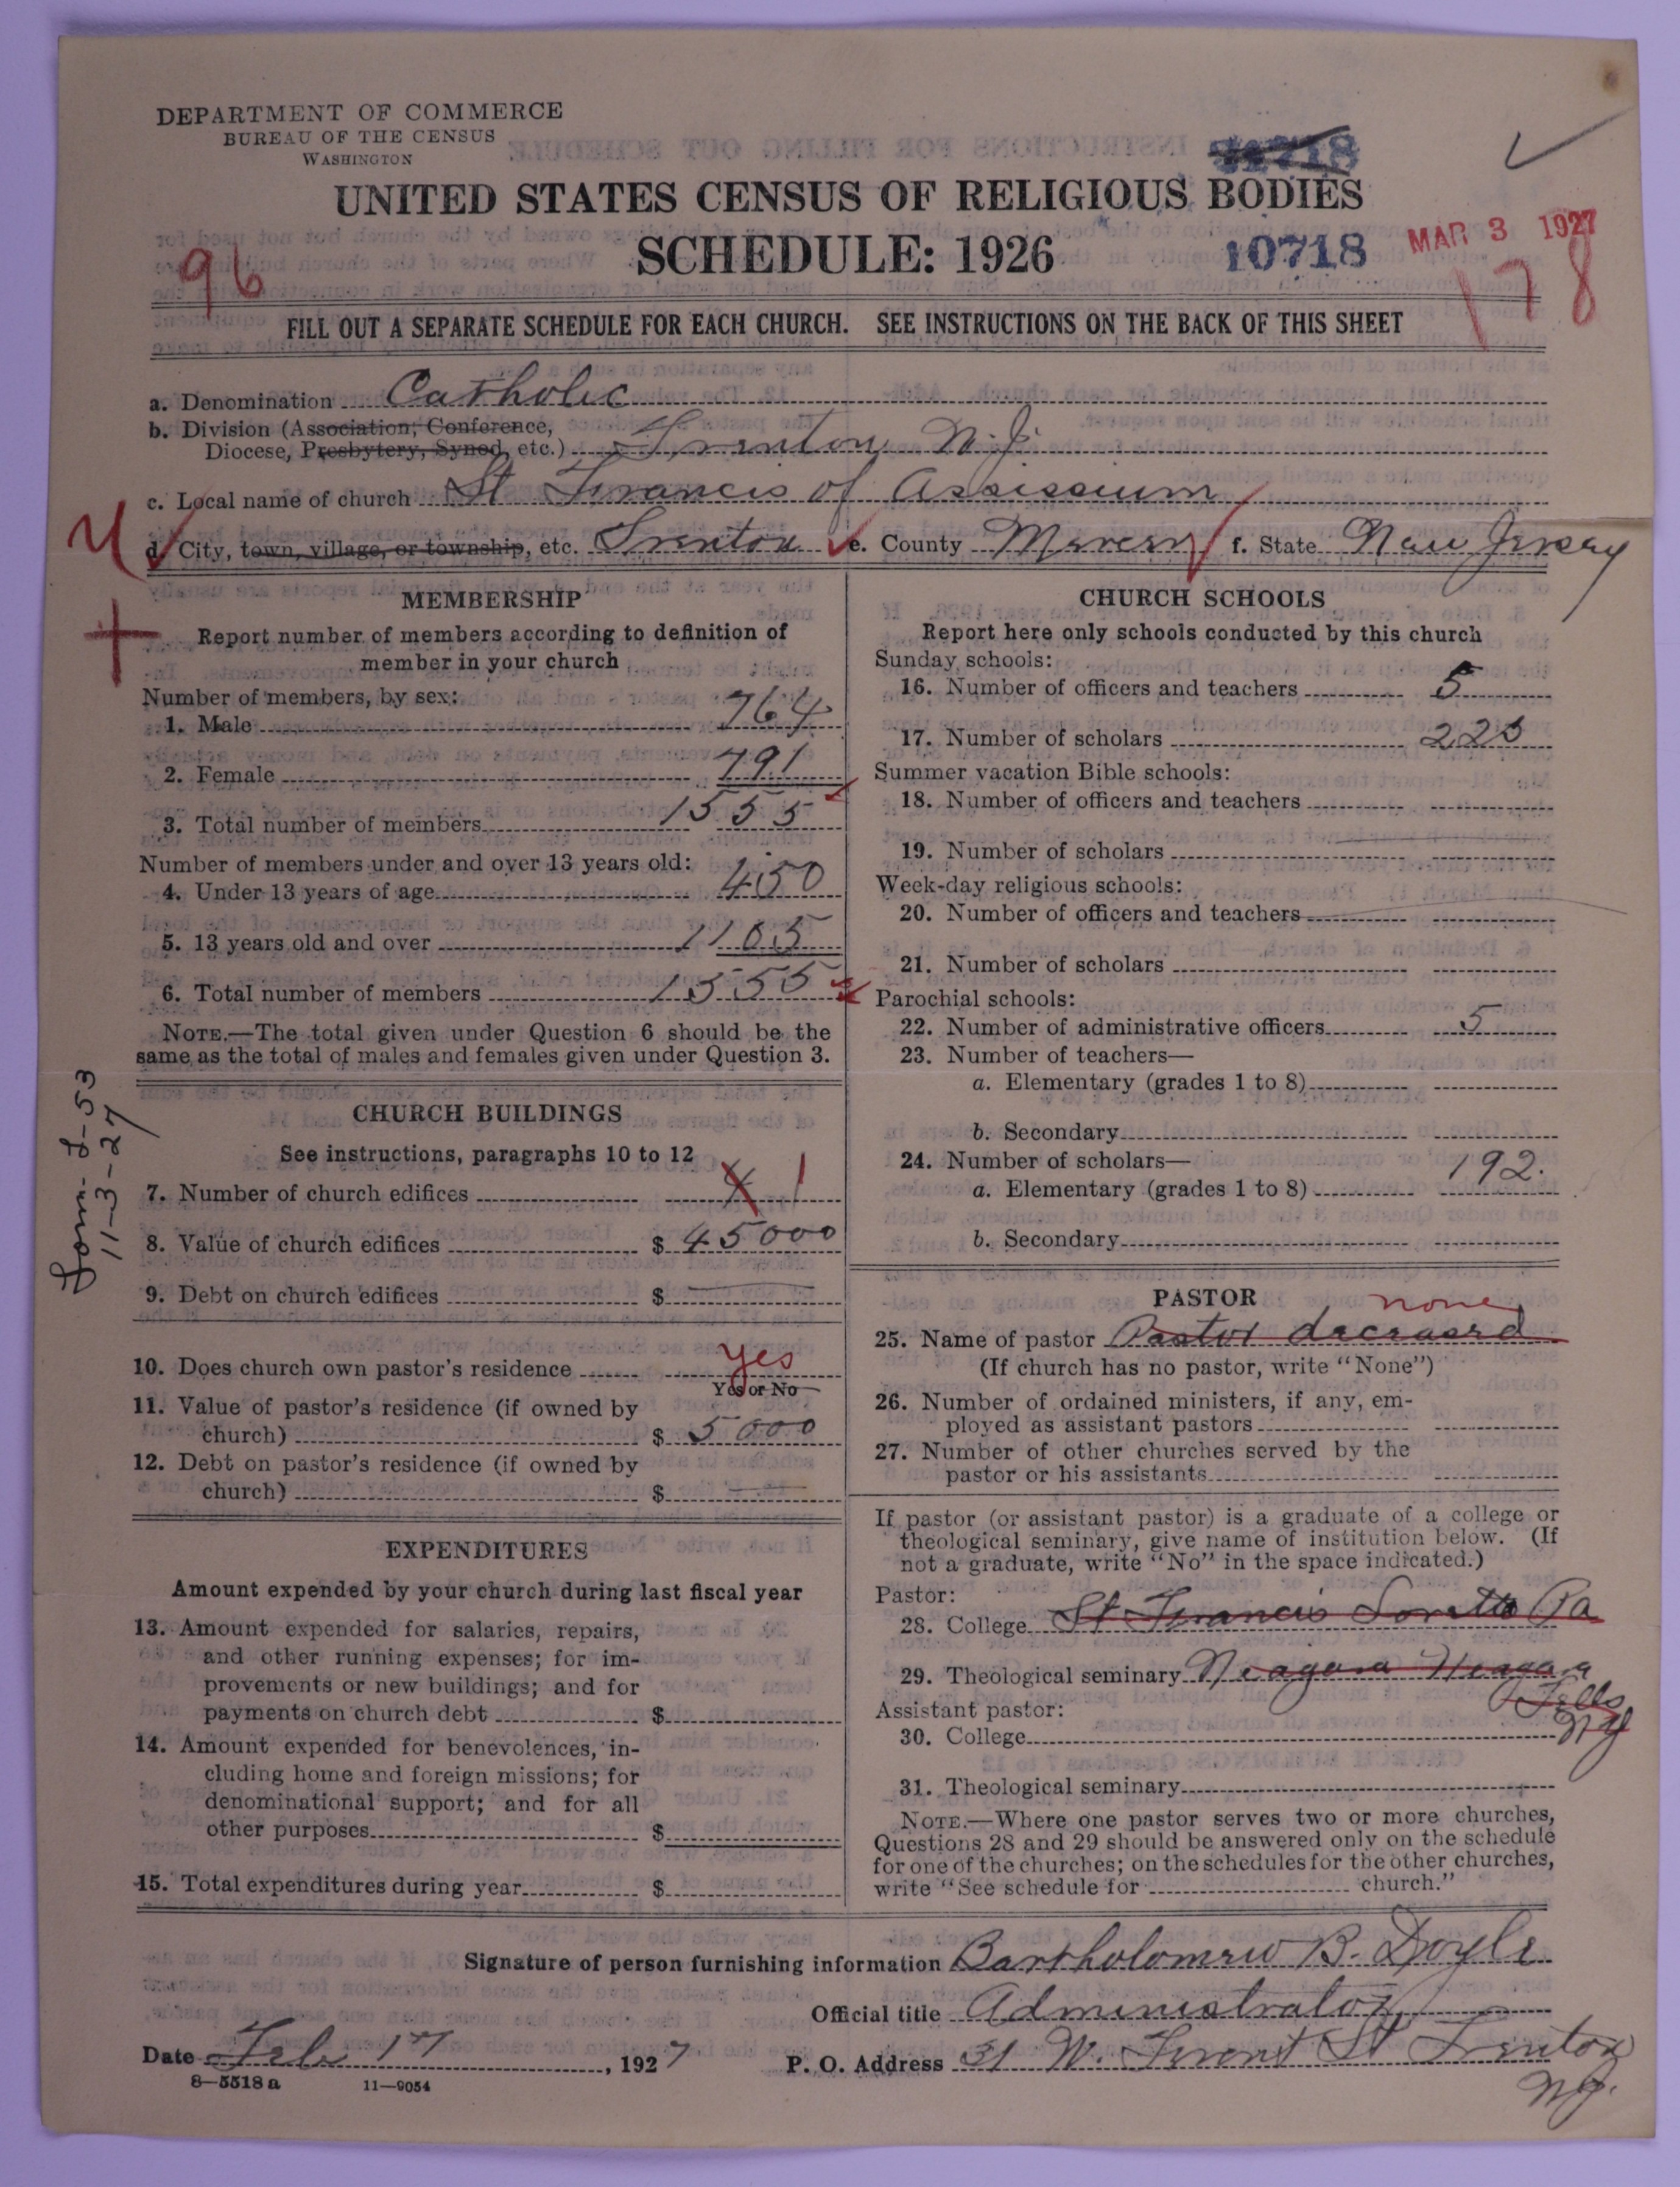 DEPARTMENT OF COMMERCE
BUREAU OF THE CENSUS
WASHINGTON
UNITED STATES CENSUS OF RELIGIOUS BODIES
SCHEDULE: 1926
10718
MAR 3 1927
96
178
FILL OUT A SEPARATE SCHEDULE FOR EACH CHURCH. SEE INSTRUCTIONS ON THE BACK OF THIS SHEET
a. Denomination Catholic
b. Division (Association, Conference,
Diocese, Presbytery, Synod, etc.) Trenton N.J.
c. Local name of church St Francis of Assissium
d. City, town, village, or township, etc. Trenton e. County Mercer f. State New Jersey
MEMBERSHIP
Report number of members according to definition of
member in your church
Number of members, by sex:
1. Male 764
2. Female 791
3. Total number of members 1555
Number of members under and over 13 years old:
4. Under 13 years of age 450
5. 13 years old and over 1105
6. Total number of members 1555
NOTE.—The total given under Question 6 should be the
same as the total of males and females given under Question 3.
CHURCH BUILDINGS
See instructions, paragraphs 10 to 12
7. Number of church edifices 1
8. Value of church edifices $ 45000
9. Debt on church edifices $
10. Does church own pastor's residence yes
Yes or No
11. Value of pastor's residence (if owned by
church) $ 5000
12. Debt on pastor's residence (if owned by
church) $
11-3-27
EXPENDITURES
Amount expended by your church during last fiscal year
13. Amount expended for salaries, repairs,
and other running expenses; for im-
provements or new buildings; and for
payments on church debt $
14. Amount expended for benevolences, in-
cluding home and foreign missions; for
denominational support; and for all
other purposes $
15. Total expenditures during year $
CHURCH SCHOOLS
Report here only schools conducted by this church
Sunday schools:
16. Number of officers and teachers 5
17. Number of scholars 225
Summer vacation Bible schools:
18. Number of officers and teachers
19. Number of scholars
Week-day religious schools:
20. Number of officers and teachers
21. Number of scholars
Parochial schools:
22. Number of administrative officers 5
23. Number of teachers—
a. Elementary (grades 1 to 8)
b. Secondary
24. Number of scholars—
a. Elementary (grades 1 to 8) 192.
b. Secondary
PASTOR
none
25. Name of pastor Pastor deceased
(If church has no pastor, write "None")
26. Number of ordained ministers, if any, em-
ployed as assistant pastors
27. Number of other churches served by the
pastor or his assistants
If pastor (or assistant pastor) is a graduate of a college or
theological seminary, give name of institution below. (If
not a graduate, write "No" in the space indicated.)
Pastor:
28. College St Francis Loretto Pa
29. Theological seminary Niagara Niagara
Falls
NY
Assistant pastor:
30. College
31. Theological seminary
NOTE.—Where one pastor serves two or more churches,
Questions 28 and 29 should be answered only on the schedule
for one of the churches; on the schedules for the other churches,
write "See schedule for church."
Signature of person furnishing information Bartholomew B. Doyle
Official title Administrator
Date Feb 17, 1927 P. O. Address 31 W. Front St Trenton
N.J.
8—5518 a 11—9054